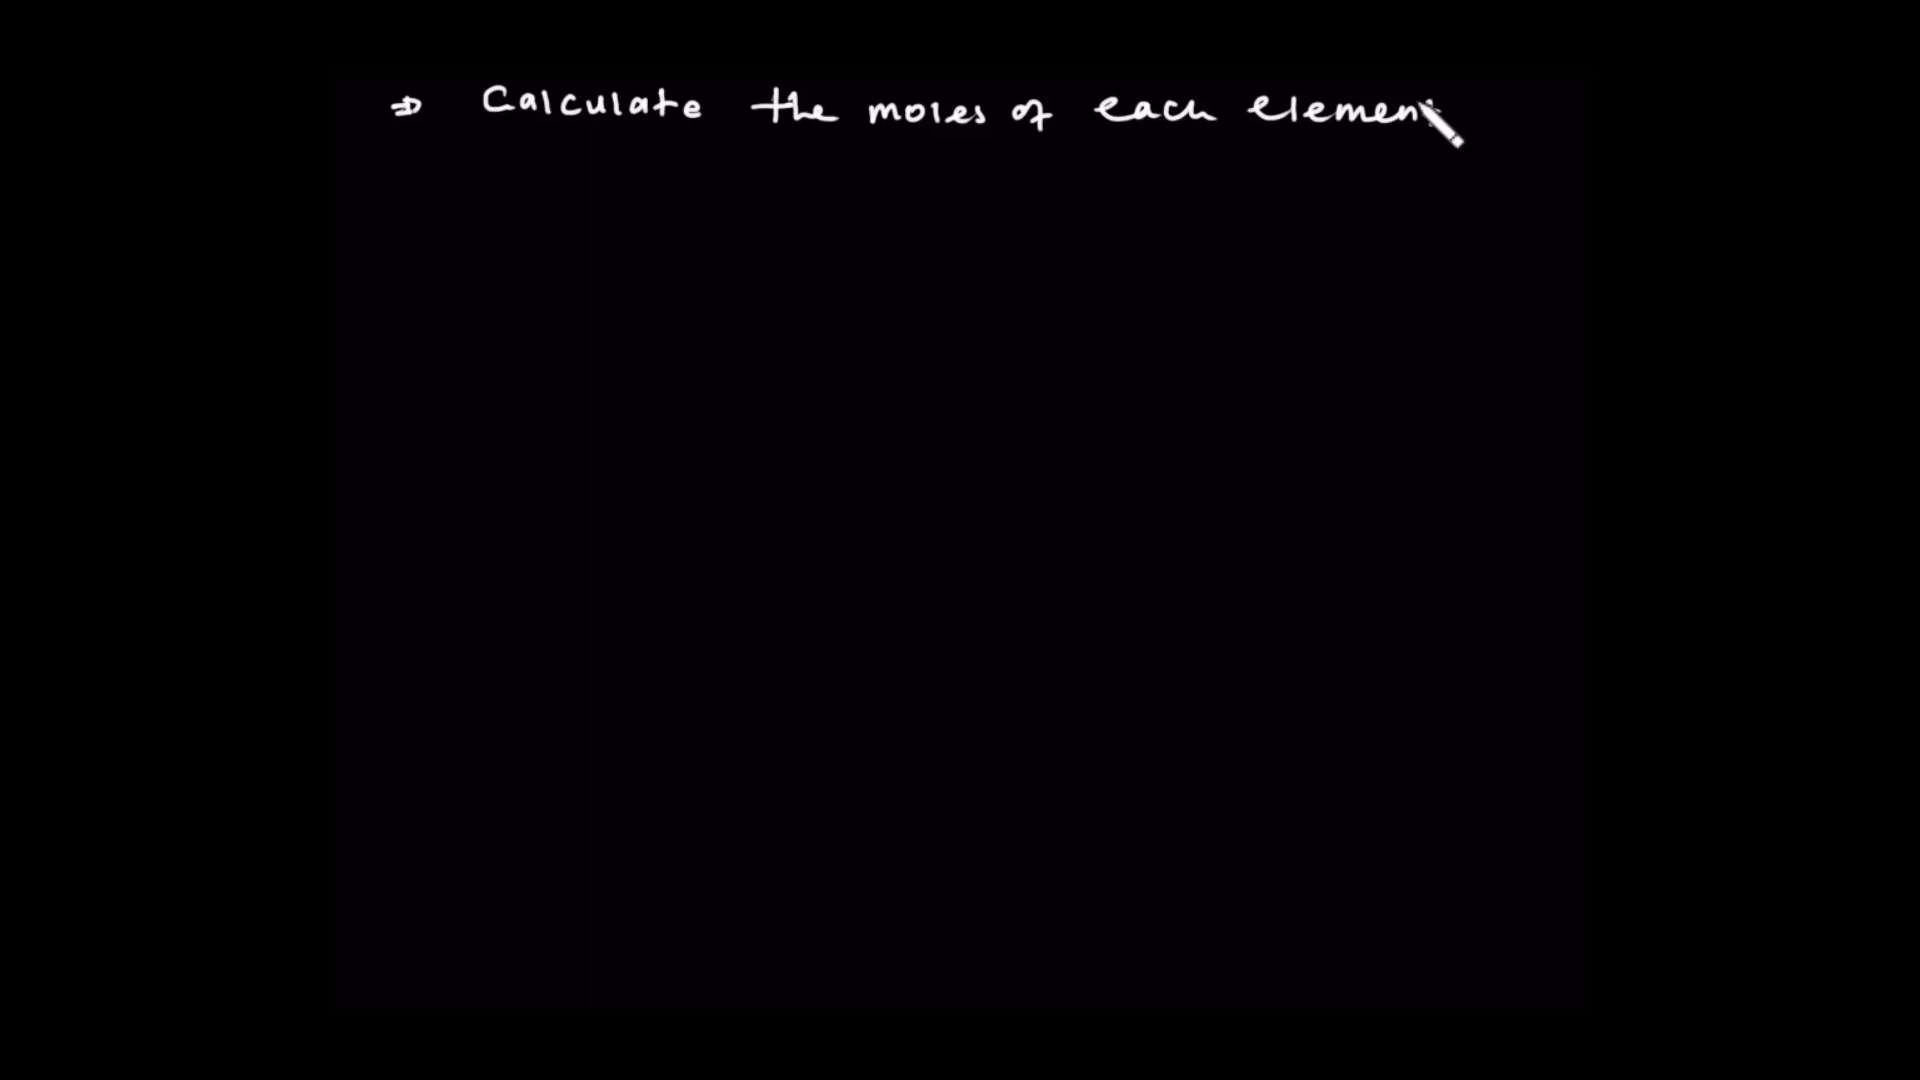 ⇒ Calculate the moles of each element